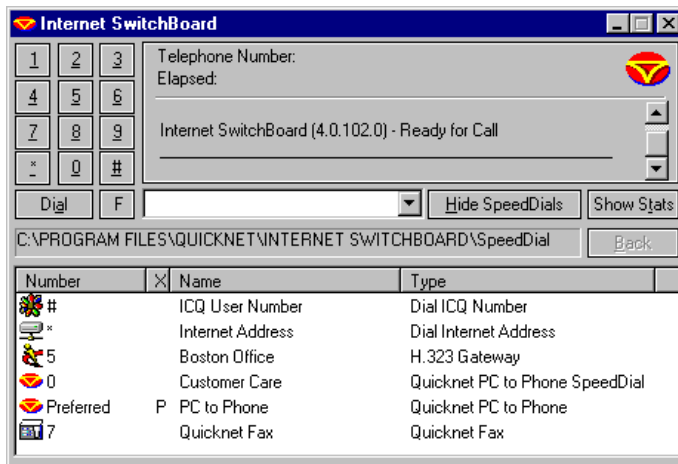 Internet SwitchBoard
1 2 3
Telephone Number:
Elapsed:
4 5 6
7 8 9
Internet SwitchBoard (4.0.102.0) - Ready for Call
* 0 #
Dial F Hide SpeedDials Show Stats
C:\PROGRAM FILES\QUICKNET\INTERNET SWITCHBOARD\SpeedDial Back
Number X Name Type
# ICQ User Number Dial ICQ Number
* Internet Address Dial Internet Address
5 Boston Office H.323 Gateway
0 Customer Care Quicknet PC to Phone SpeedDial
Preferred P PC to Phone Quicknet PC to Phone
7 Quicknet Fax Quicknet Fax